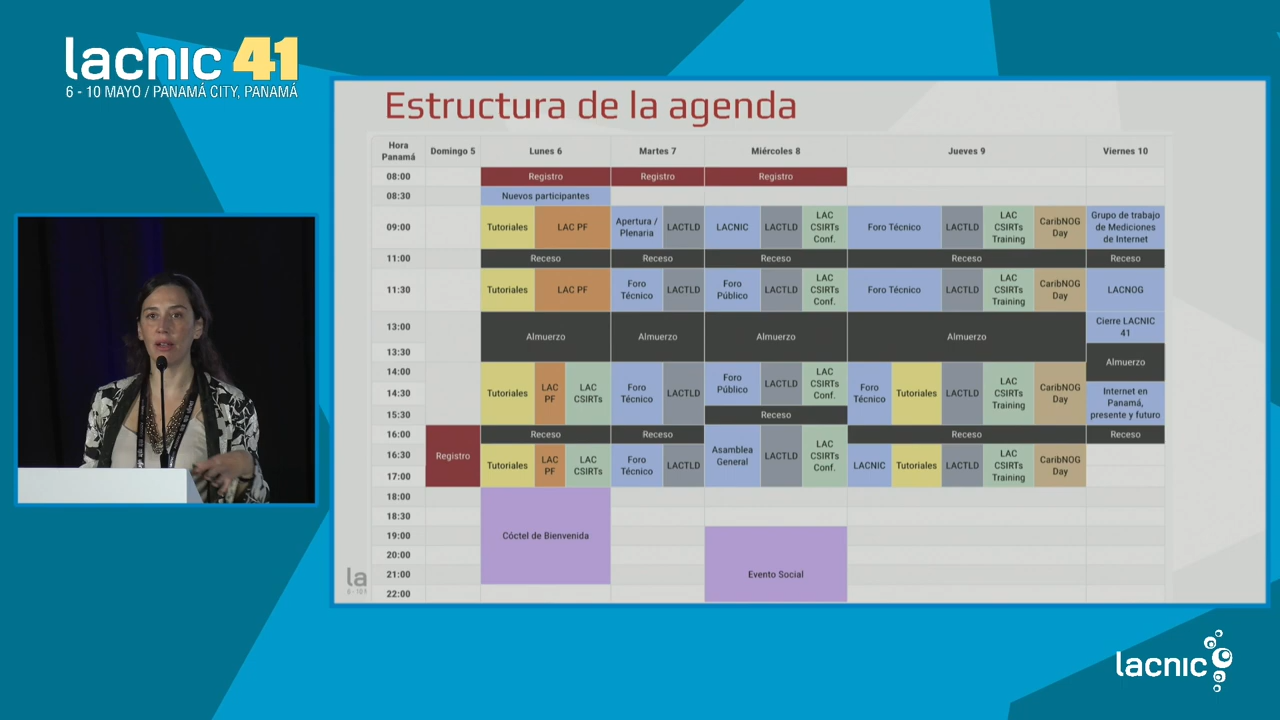 lacnic 41
6 - 10 MAYO / PANAMÁ CITY, PANAMÁ
Estructura de la agenda
Hora
Panamá
Domingo 5
Lunes 6
Martes 7
Miércoles 8
Jueves 9
Viernes 10
08:00
Registro
Registro
Registro
08:30
Nuevos participantes
09:00
Tutoriales
LAC PF
Apertura /
Plenaria
LACTLD
LACNIC
LACTLD
LAC
CSIRTs
Conf.
Foro Técnico
LACTLD
LAC
CSIRTs
Training
CaribNOG
Day
Grupo de trabajo
de Mediciones
de Internet
11:00
Receso
Receso
Receso
Receso
Receso
11:30
Tutoriales
LAC PF
Foro
Técnico
LACTLD
Foro
Público
LACTLD
LAC
CSIRTs
Conf.
Foro Técnico
LACTLD
LAC
CSIRTs
Training
CaribNOG
Day
LACNOG
13:00
13:30
Almuerzo
Almuerzo
Almuerzo
Almuerzo
Cierre LACNIC
41
Almuerzo
14:00
14:30
15:30
Tutoriales
LAC
PF
LAC
CSIRTs
Foro
Técnico
LACTLD
Foro
Público
LACTLD
LAC
CSIRTs
Conf.
Receso
Foro
Técnico
Tutoriales
LACTLD
LAC
CSIRTs
Training
CaribNOG
Day
Internet en
Panamá,
presente y futuro
16:00
Registro
Receso
Receso
Receso
Receso
16:30
17:00
Tutoriales
LAC
PF
LAC
CSIRTs
Foro
Técnico
LACTLD
Asamblea
General
LACTLD
LAC
CSIRTs
Conf.
LACNIC
Tutoriales
LACTLD
LAC
CSIRTs
Training
CaribNOG
Day
18:00
18:30
19:00
Cóctel de Bienvenida
20:00
21:00
Evento Social
22:00
la
lacnic